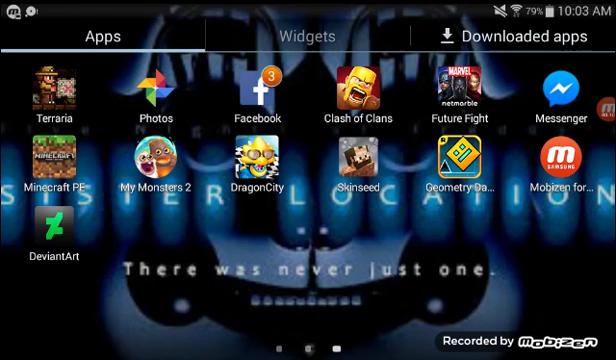 79% 10:03 AM
Apps Widgets Downloaded apps
3
MARVEL
netmarble
Terraria Photos Facebook Clash of Clans Future Fight Messenger
MINECRAFT
SAMSUNG
Minecraft PE My Monsters 2 DragonCity Skinseed Geometry Da... Mobizen for...
SISTER LOCATION
DeviantArt
There was never just one.
Recorded by Mobizen